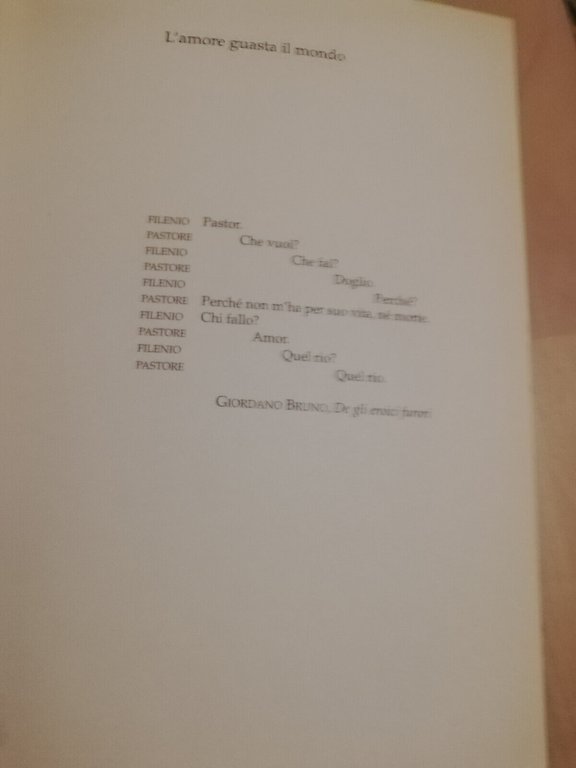 L'amore guasta il mondo
FILENIO Pastor.
PASTORE Che vuoi?
FILENIO Che fai?
PASTORE Doglio.
FILENIO Perché?
PASTORE Perché non m'ha per suo vita, né morte.
FILENIO Chi fallo?
PASTORE Amor.
FILENIO Quel rio?
PASTORE Quel rio.
GIORDANO BRUNO, De gli eroici furori